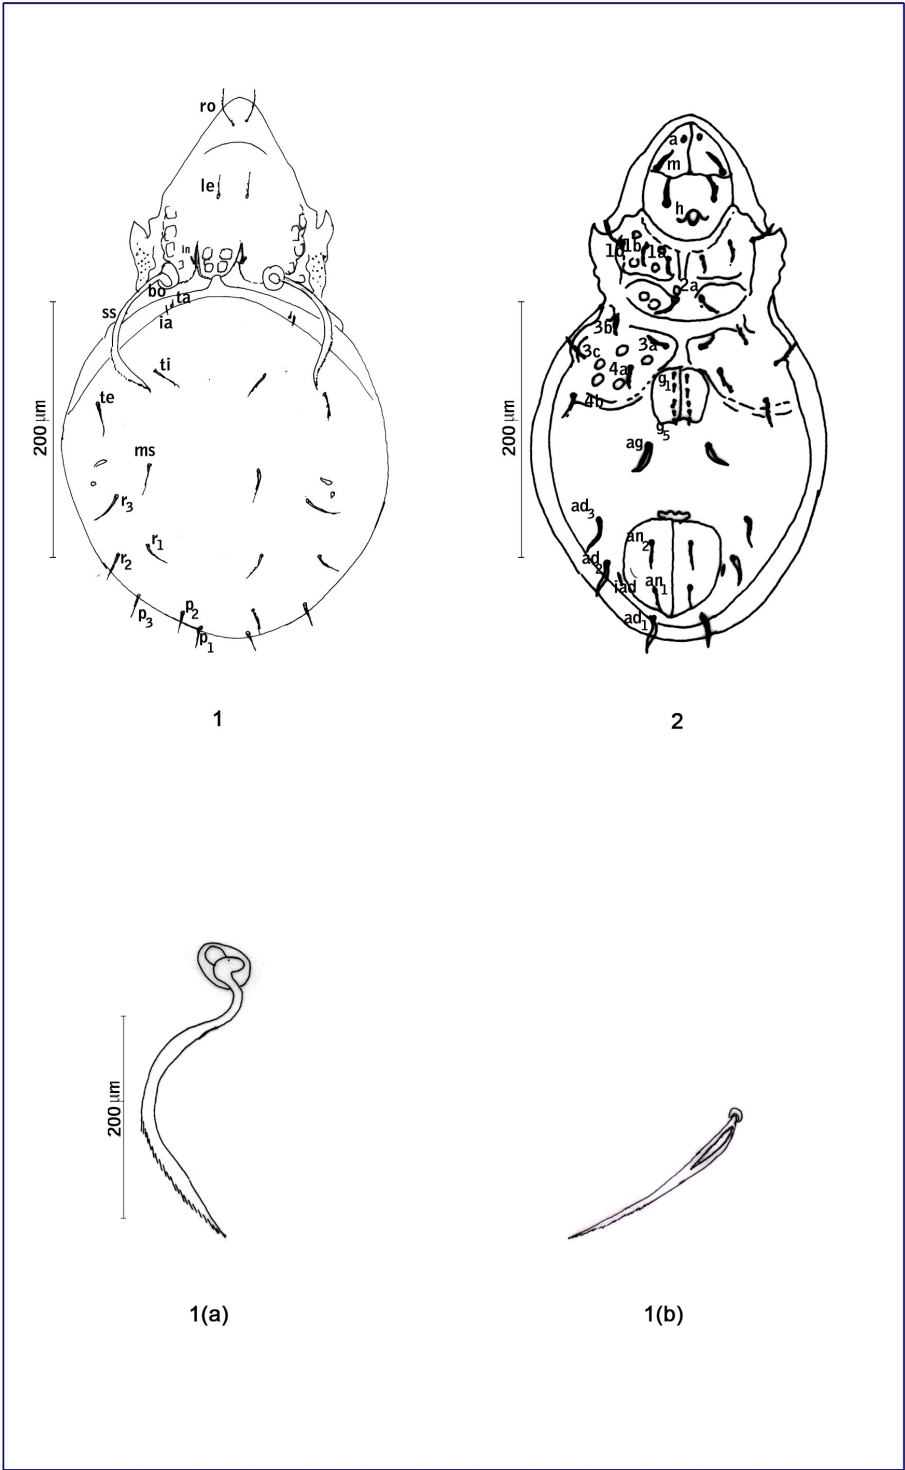 ro
le
in
bo
ta
ss
ia
ti
te
ms
r3
r1
r2
p3
p2
p1
200 µm
1
a
m
h
1b
1a
1c
2a
3b
3c
3a
4a
4b
g1
g5
ag
ad3
an2
ad2
iad
an1
ad1
200 µm
2
200 µm
1(a)
1(b)